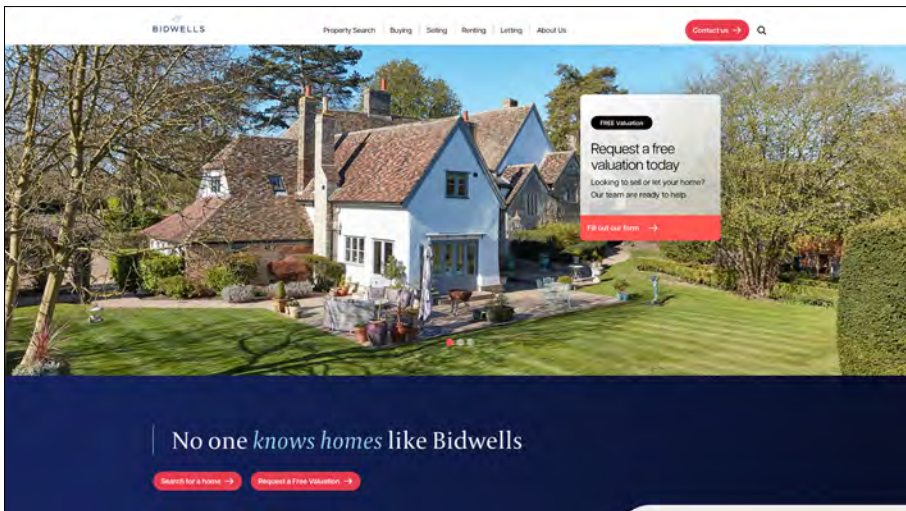 BIDWELLS
Property Search Buying Selling Renting Letting About Us
Contact us →
FREE Valuation
Request a free
valuation today
Looking to sell or let your home?
Our team are ready to help
Fill out our form →
No one knows homes like Bidwells
Search for a home → Request a Free Valuation →